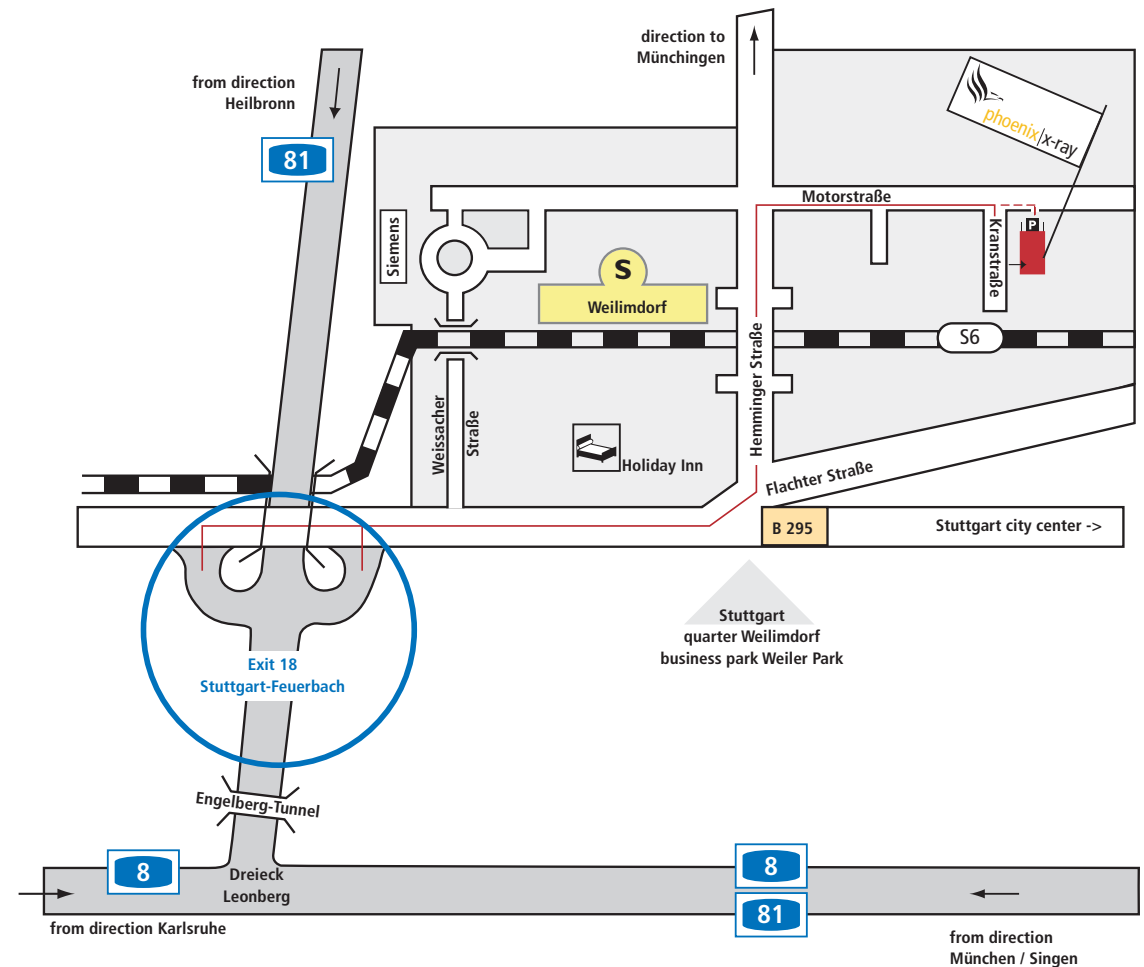 direction to
Münchingen
from direction
Heilbronn
81
phoenix|x-ray
Motorstraße
P
Kranstraße
Siemens
S
Weilimdorf
S6
Hemminger Straße
Weissacher
Straße
Holiday Inn
Flachter Straße
B 295
Stuttgart city center ->
Stuttgart
quarter Weilimdorf
business park Weiler Park
Exit 18
Stuttgart-Feuerbach
Engelberg-Tunnel
8
Dreieck
Leonberg
8
81
from direction Karlsruhe
from direction
München / Singen